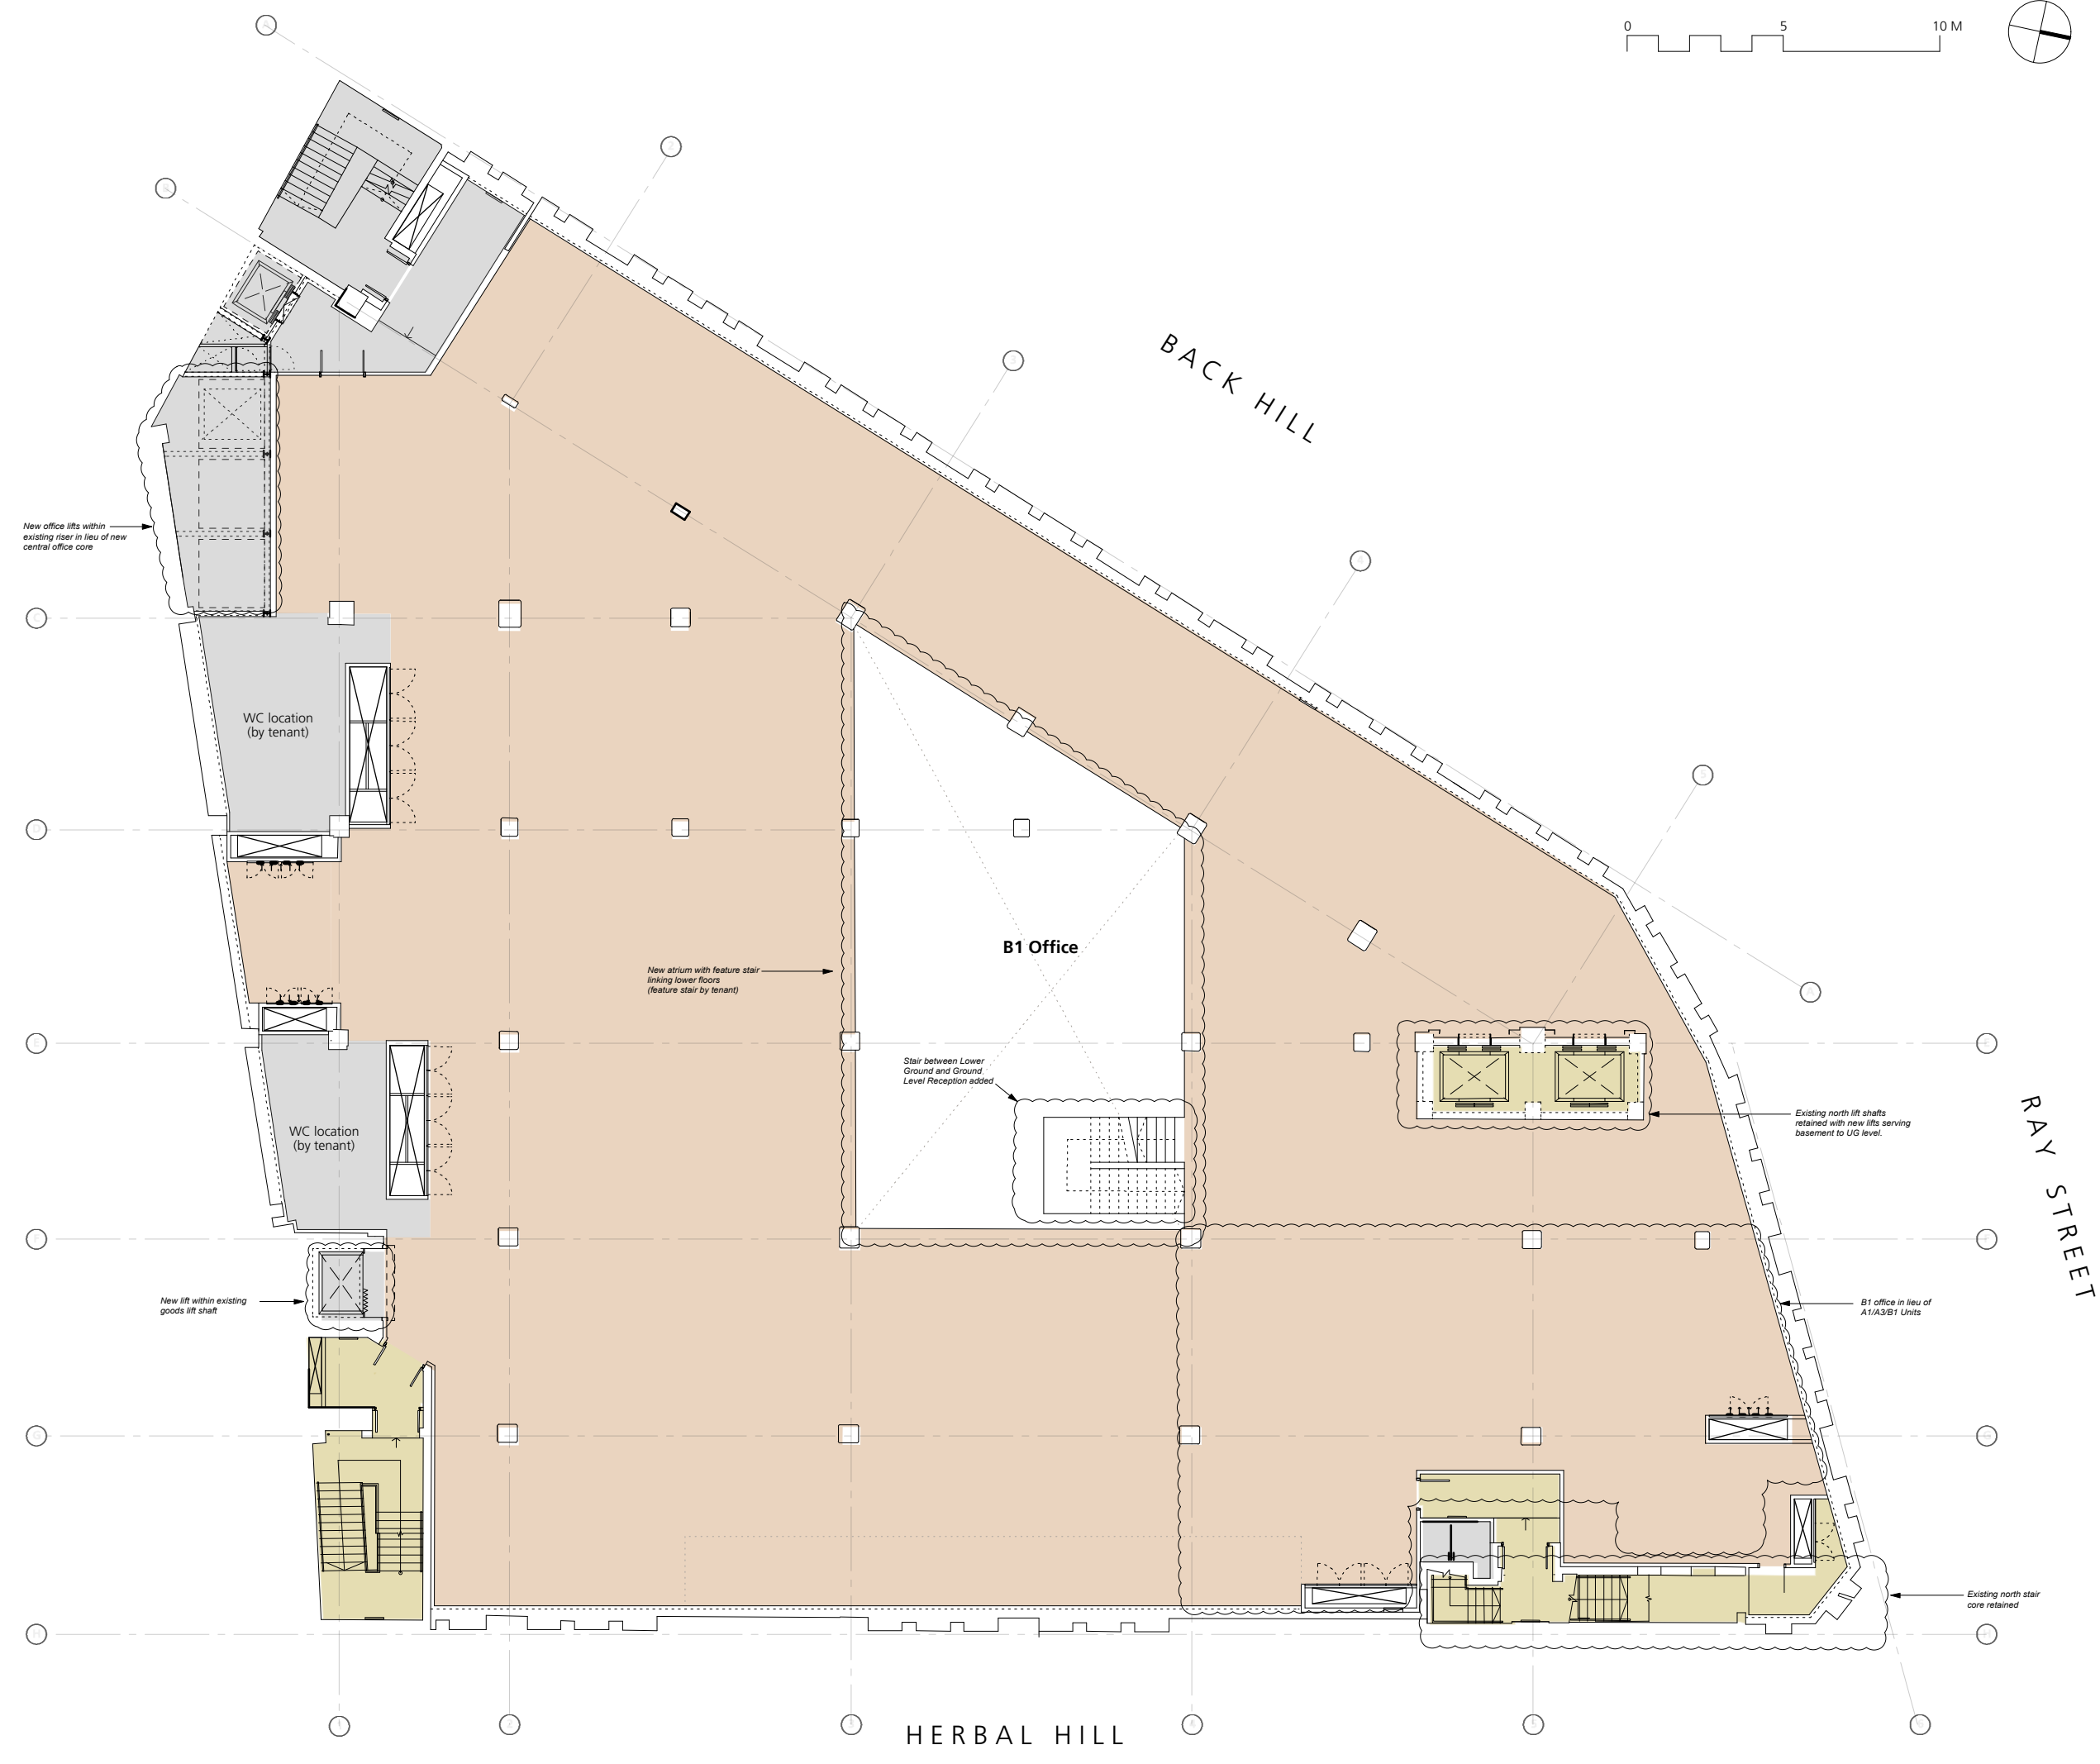 0 5 10 M
BACK HILL
New office lifts within
existing riser in lieu of new
central office core
WC location
(by tenant)
B1 Office
New atrium with feature stair
linking lower floors
(feature stair by tenant)
Stair between Lower
Ground and Ground
Level Reception added
Existing north lift shafts
retained with new lifts serving
basement to UG level.
RAY STREET
WC location
(by tenant)
New lift within existing
goods lift shaft
B1 office in lieu of
A1/A3/B1 Units
Existing north stair
core retained
HERBAL HILL